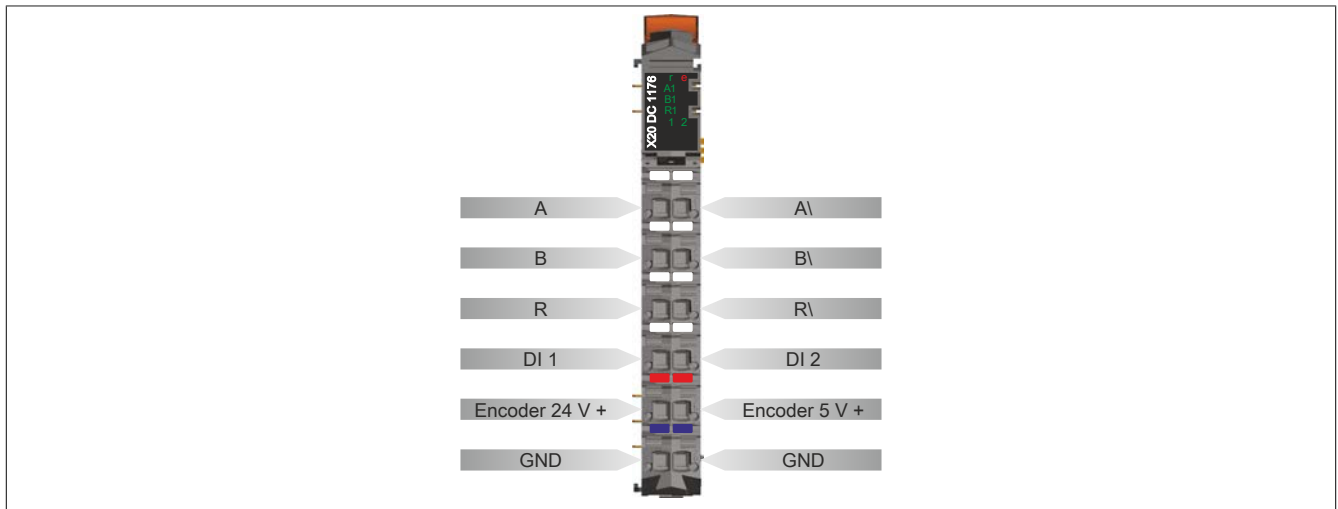 X20 DC 1176
r e
A1
B1
R1
1 2
A A\
B B\
R R\
DI 1 DI 2
Encoder 24 V + Encoder 5 V +
GND GND